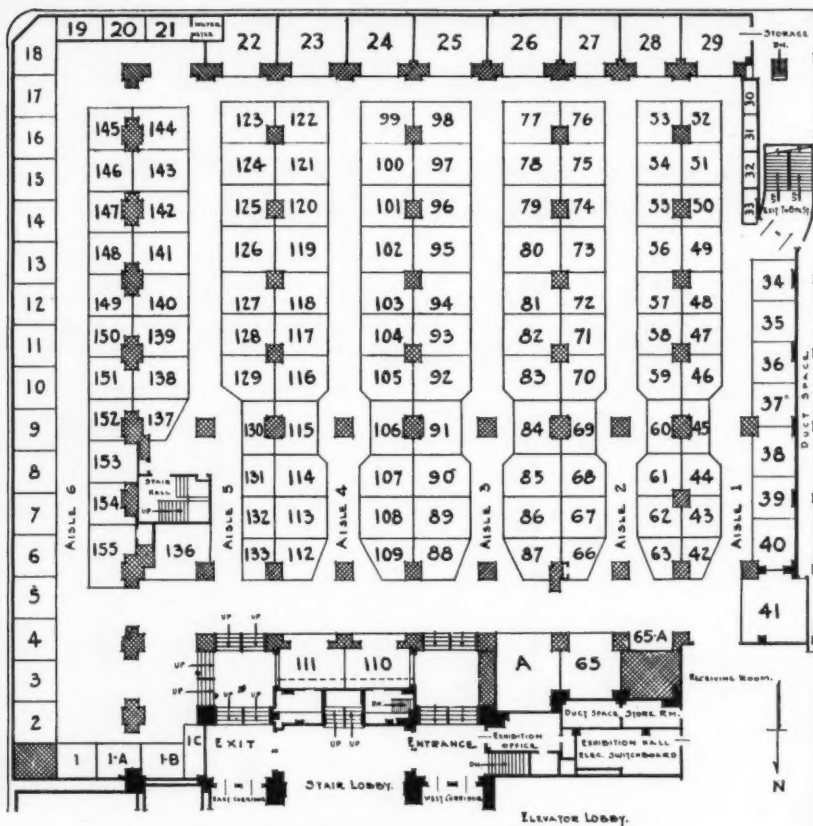 19 20 21 WATER
22 23 24 25 26 27 28 29
STORAGE
RM.
18
17
16
15
14
13
12
11
10
9
8
7
6
5
4
3
2
145 144
146 143
147 142
148 141
149 140
150 139
151 138
152 137
153
154
155
STAIR
HALL
UP
136
AISLE 6
123 122
124 121
125 120
126 119
127 118
128 117
129 116
130 115
131 114
132 113
133 112
AISLE 5
99 98
100 97
101 96
102 95
103 94
104 93
105 92
106 91
107 90
108 89
109 88
AISLE 4
77 76
78 75
79 74
80 73
81 72
82 71
83 70
84 69
85 68
86 67
87 66
AISLE 3
53 52
54 51
55 50
56 49
57 48
58 47
59 46
60 45
61 44
62 43
63 42
AISLE 2
30
31
32
33
34
35
36
37
38
39
40
41
AISLE 1
DUCT SPACE
UP UP
UP
UP
UP UP
111 110
DN.
UP UP
A
65
65-A
RECEIVING ROOM.
DUCT SPACE STORE RM.
1 1-A 1-B 1C
EXIT
ENTRANCE
EXHIBITION
OFFICE
EXHIBITION HALL
ELEC. SWITCHBOARD
DN.
STAIR LOBBY.
EAST CORRIDOR
WEST CORRIDOR
ELEVATOR LOBBY.
N